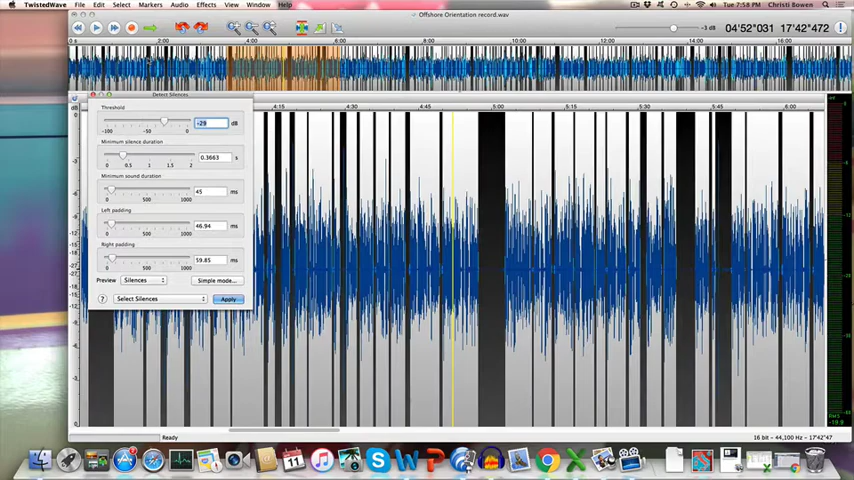 TwistedWave File Edit Select Markers Audio Effects View Window Help Tue 7:58 PM Christi Bowen
Offshore Orientation record.wav
-3 dB 04'52"031 17'42"472
,0:00 ,2:00 ,4:00 ,6:00 ,8:00 ,10:00 ,12:00 ,14:00 ,16:00
Detect Silences
dB ,4:15 ,4:30 ,4:45 ,5:00 ,5:15 ,5:30 ,5:45 ,6:00
Threshold
-29 dB
-100 -50 0
Minimum silence duration
0.3663 s
0 0.5 1 1.5 2
Minimum sound duration
45 ms
0 500 1000
Left padding
46.94 ms
0 500 1000
Right padding
59.85 ms
0 500 1000
Preview Silences Simple mode...
? Select Silences Apply
RMS
Ready 16 bit - 44,100 Hz - 17'42"47